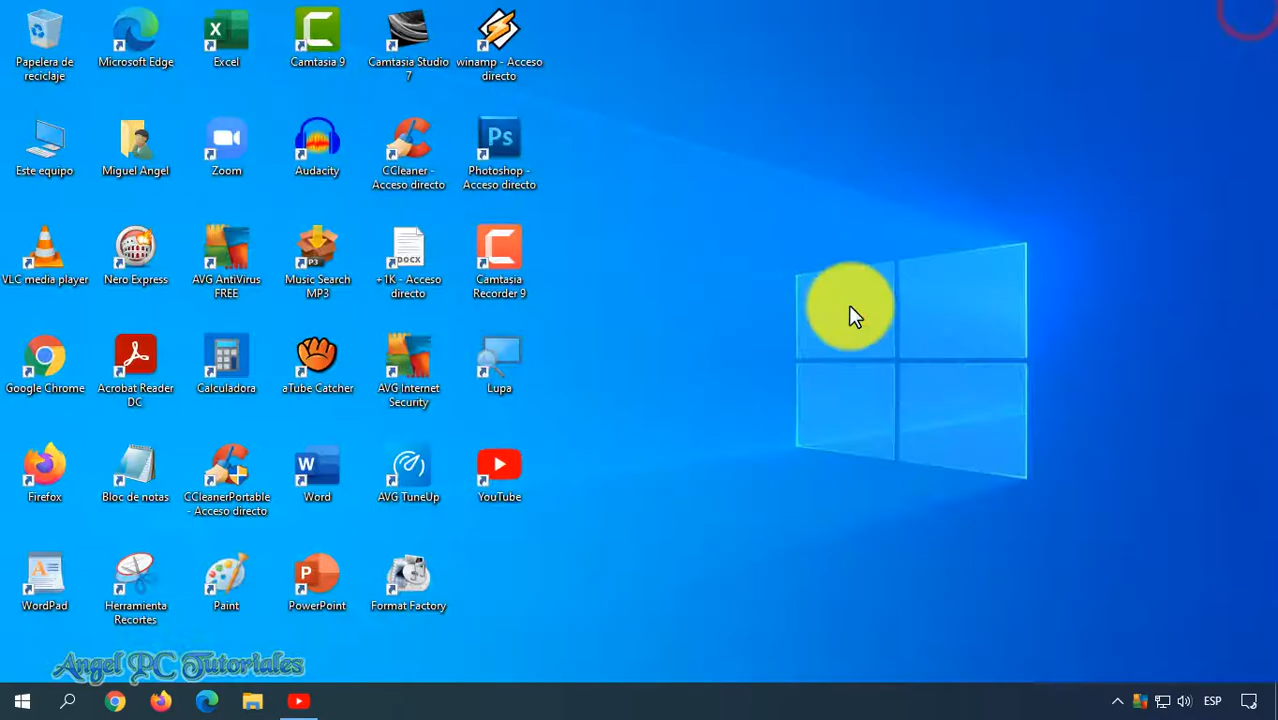 Papelera de
reciclaje
Microsoft Edge
Excel
Camtasia 9
Camtasia Studio
7
winamp - Acceso
directo
Este equipo
Miguel Angel
Zoom
Audacity
CCleaner -
Acceso directo
Ps
Photoshop -
Acceso directo
VLC media player
Nero Express
AVG AntiVirus
FREE
P3
Music Search
MP3
DOCX
+1K - Acceso
directo
Camtasia
Recorder 9
Google Chrome
Acrobat Reader
DC
Calculadora
aTube Catcher
AVG Internet
Security
Lupa
Firefox
Bloc de notas
CCleanerPortable
- Acceso directo
W
Word
AVG TuneUp
YouTube
WordPad
Herramienta
Recortes
Paint
P
PowerPoint
Format Factory
Angel PC Tutoriales
ESP